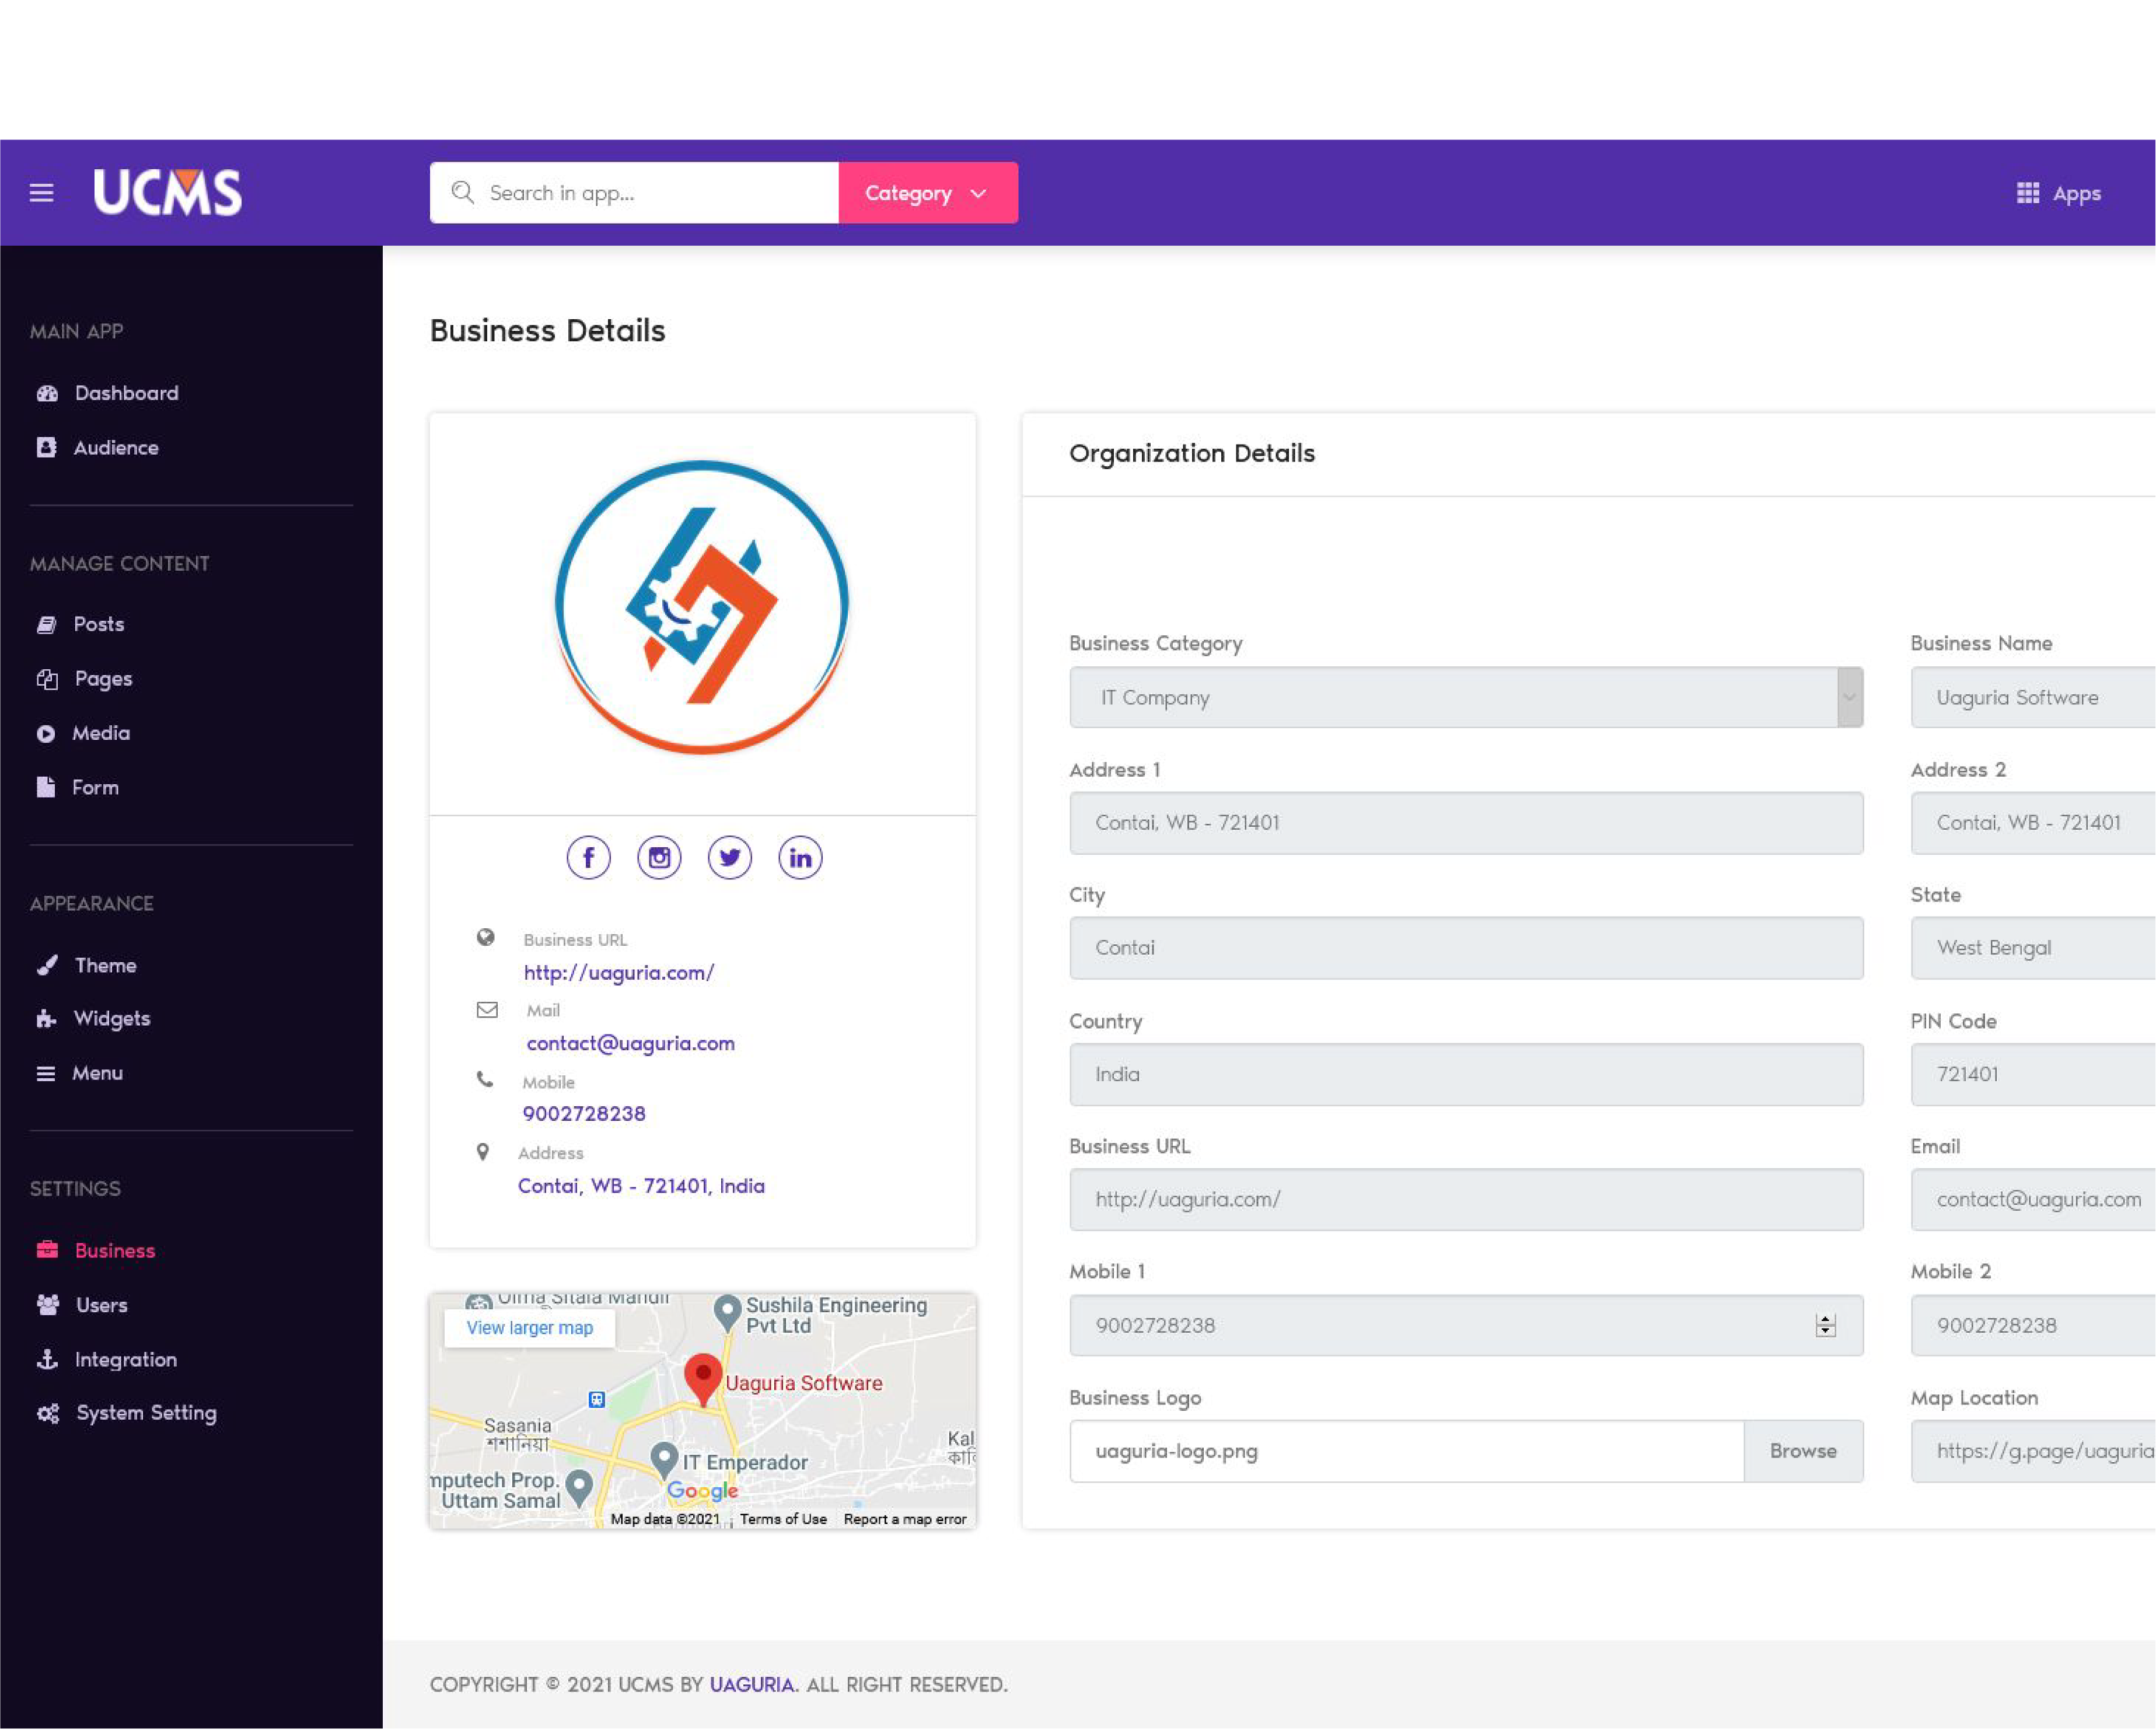 UCMS
Search in app...
Category
Apps
MAIN APP
Dashboard
Audience
MANAGE CONTENT
Posts
Pages
Media
Form
APPEARANCE
Theme
Widgets
Menu
SETTINGS
Business
Users
Integration
System Setting
Business Details
Business URL
http://uaguria.com/
Mail
contact@uaguria.com
Mobile
9002728238
Address
Contai, WB - 721401, India
View larger map
Sushila Engineering
Pvt Ltd
Uaguria Software
Sasania
শশানিয়া
IT Emperador
Prop.
Uttam Samal
Google
Map data ©2021
Terms of Use
Report a map error
Organization Details
Business Category
Business Name
IT Company
Uaguria Software
Address 1
Address 2
Contai, WB - 721401
Contai, WB - 721401
City
State
Contai
West Bengal
Country
PIN Code
India
721401
Business URL
Email
http://uaguria.com/
contact@uaguria.com
Mobile 1
Mobile 2
9002728238
9002728238
Business Logo
Map Location
uaguria-logo.png
Browse
https://g.page/uaguria
COPYRIGHT © 2021 UCMS BY UAGURIA. ALL RIGHT RESERVED.